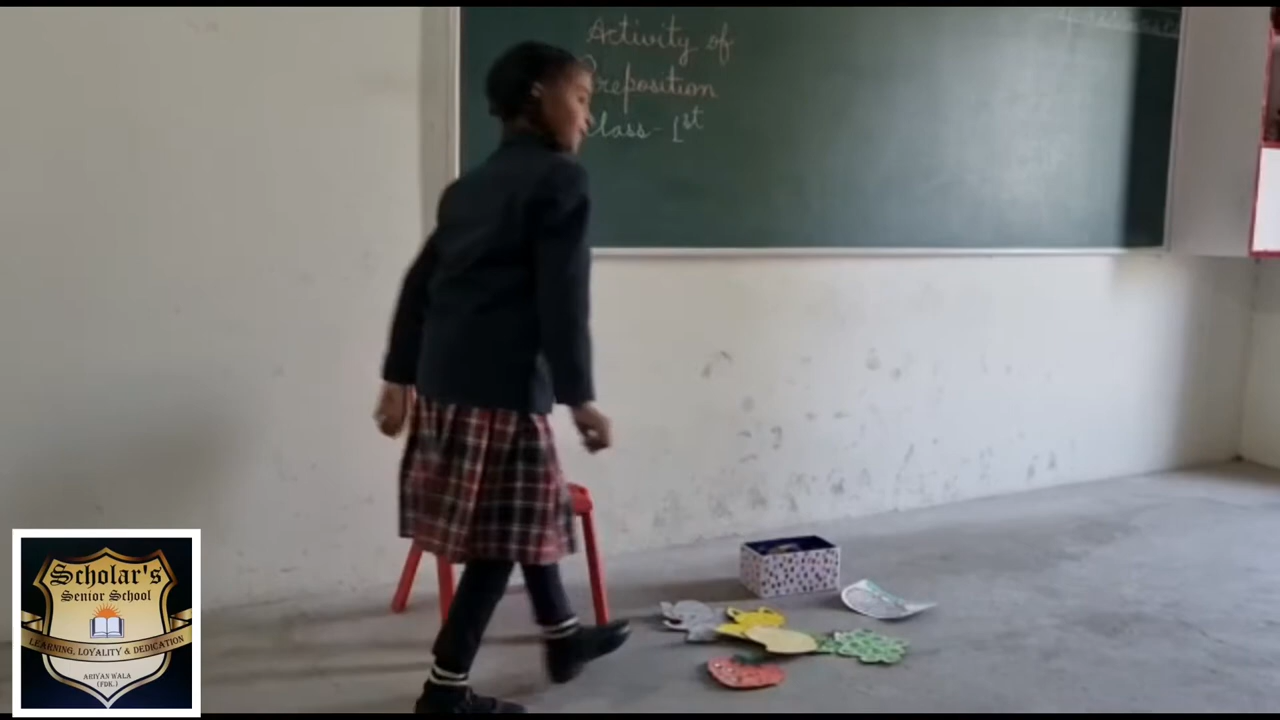 Activity of
Preposition
Class - 1st
Scholar's
Senior School
LEARNING, LOYALITY & DEDICATION
ARIYAN WALA
(FDK.)